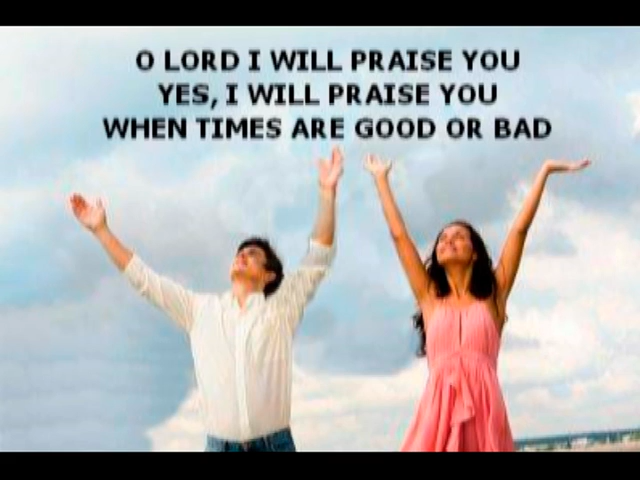 O LORD I WILL PRAISE YOU
YES, I WILL PRAISE YOU
WHEN TIMES ARE GOOD OR BAD